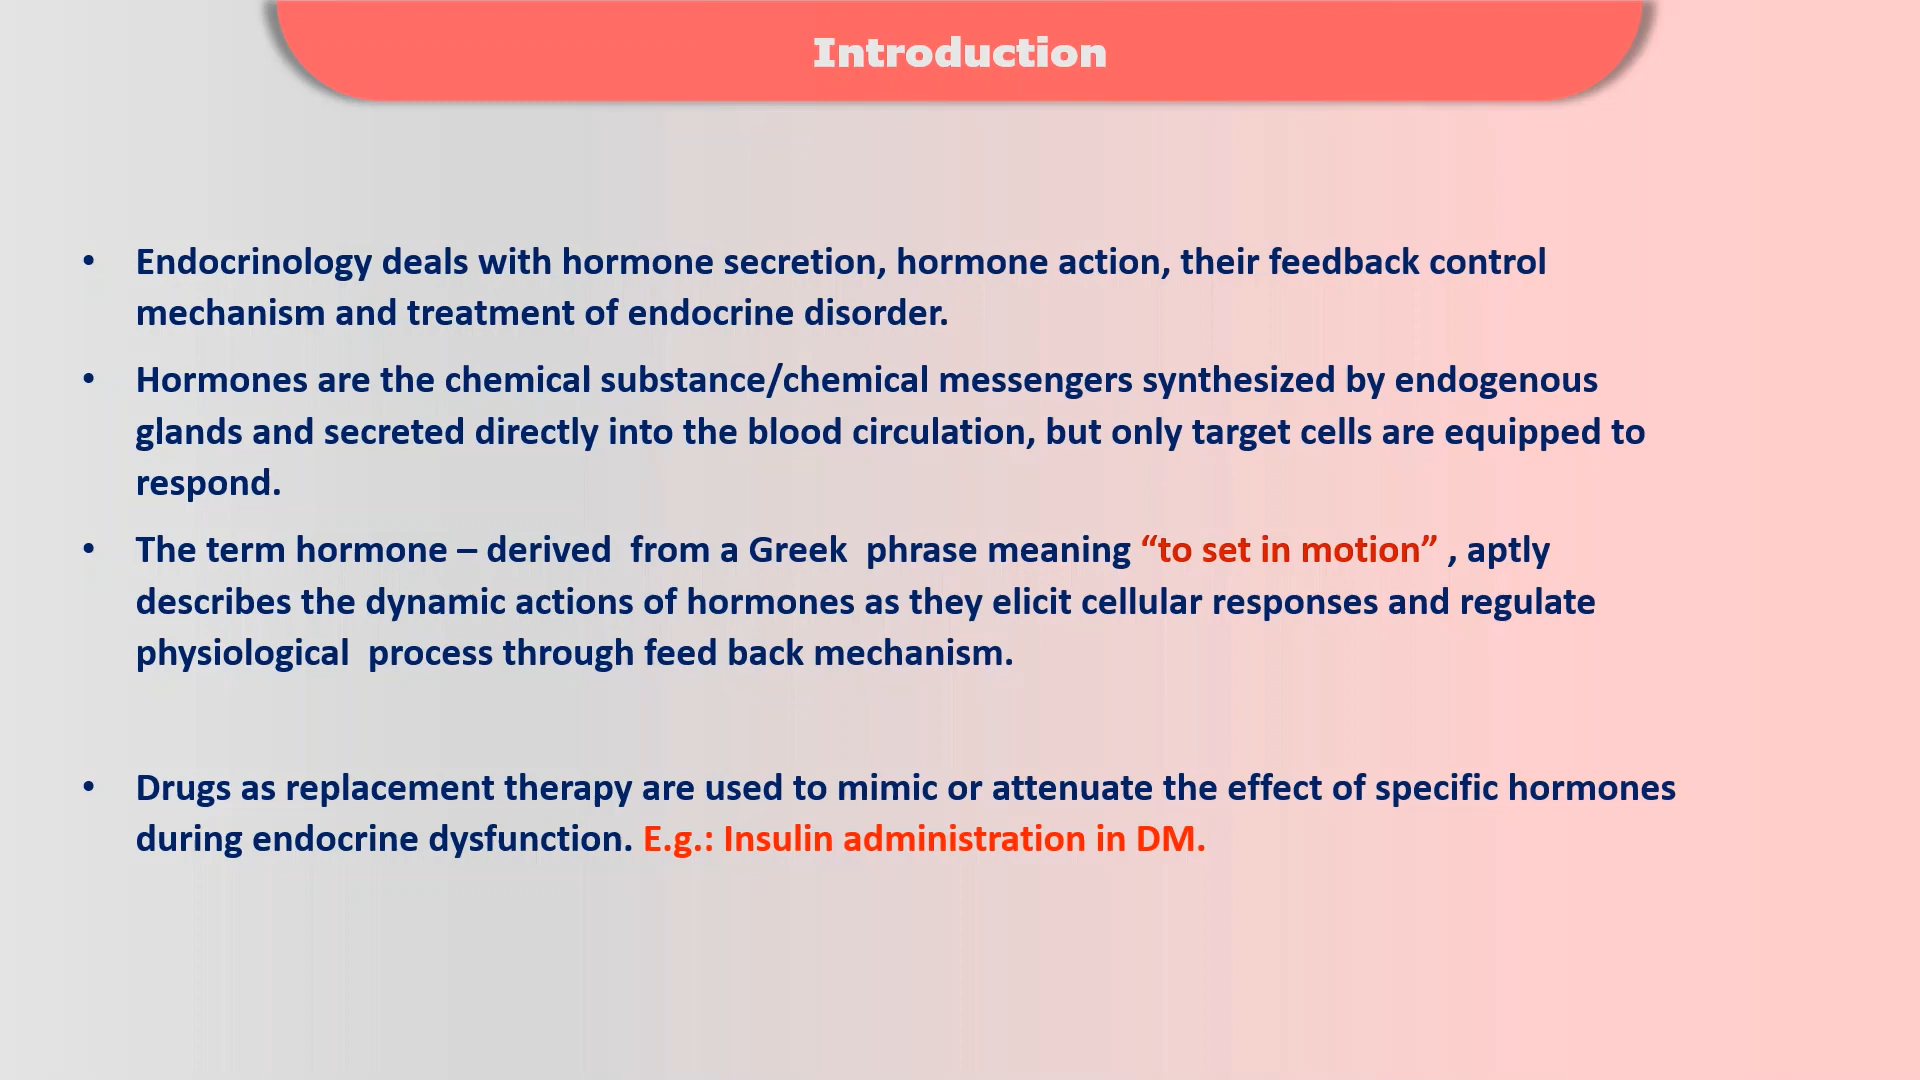 Introduction
• Endocrinology deals with hormone secretion, hormone action, their feedback control
mechanism and treatment of endocrine disorder.
• Hormones are the chemical substance/chemical messengers synthesized by endogenous
glands and secreted directly into the blood circulation, but only target cells are equipped to
respond.
• The term hormone – derived  from a Greek  phrase meaning “to set in motion” , aptly
describes the dynamic actions of hormones as they elicit cellular responses and regulate
physiological  process through feed back mechanism.
• Drugs as replacement therapy are used to mimic or attenuate the effect of specific hormones
during endocrine dysfunction. E.g.: Insulin administration in DM.